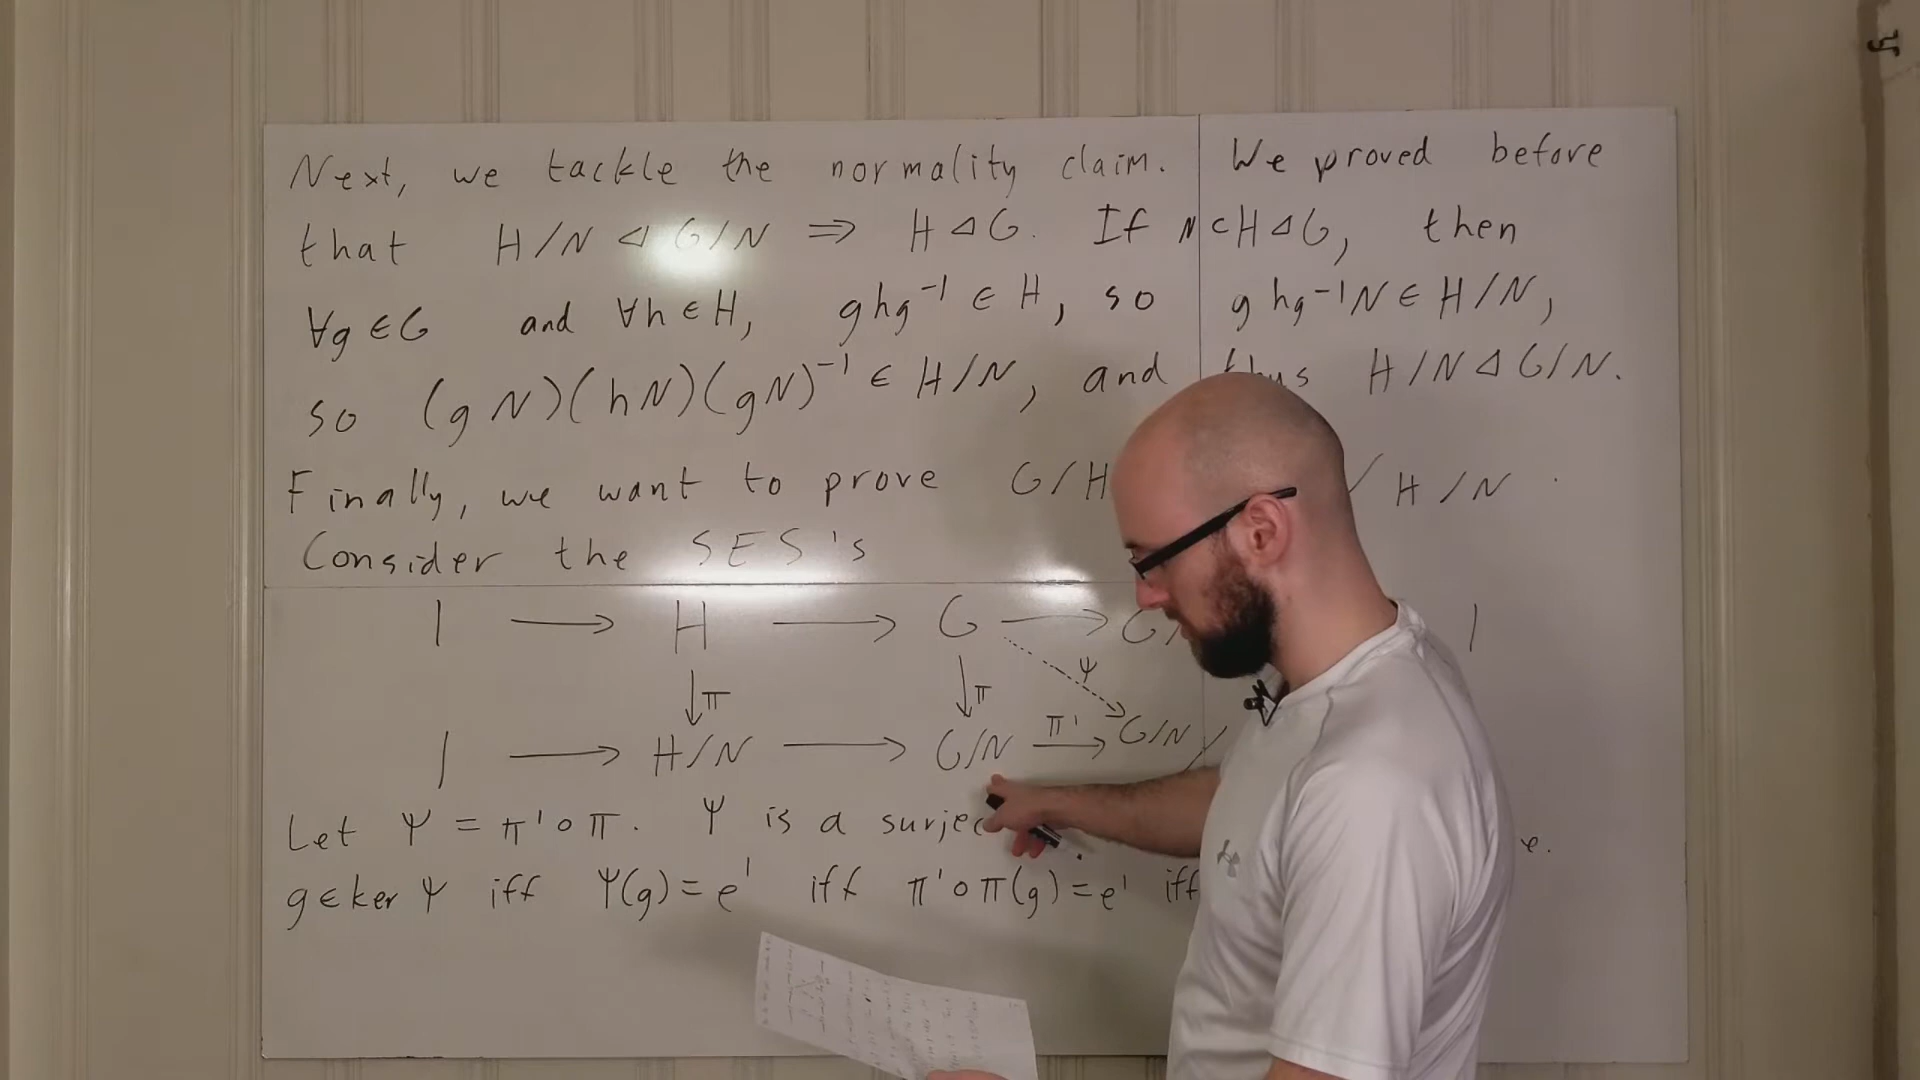 Next, we tackle the normality claim. We proved before
that H/N ⊲ G/N ⇒ H ⊲ G. If N ⊂ H ⊲ G, then
∀g ∈ G and ∀h ∈ H, ghg⁻¹ ∈ H, so ghg⁻¹N ∈ H/N,
so (gN)(hN)(gN)⁻¹ ∈ H/N, and thus H/N ⊲ G/N.
Finally, we want to prove G/H / H/N.
Consider the SES's
1 → H → G → G/ 1
↓π ↓π ψ
1 → H/N → G/N π' → G/N /
Let ψ = π'∘π. ψ is a e.
g ∈ ker ψ iff ψ(g) = e' iff π'∘π(g) = e' iff